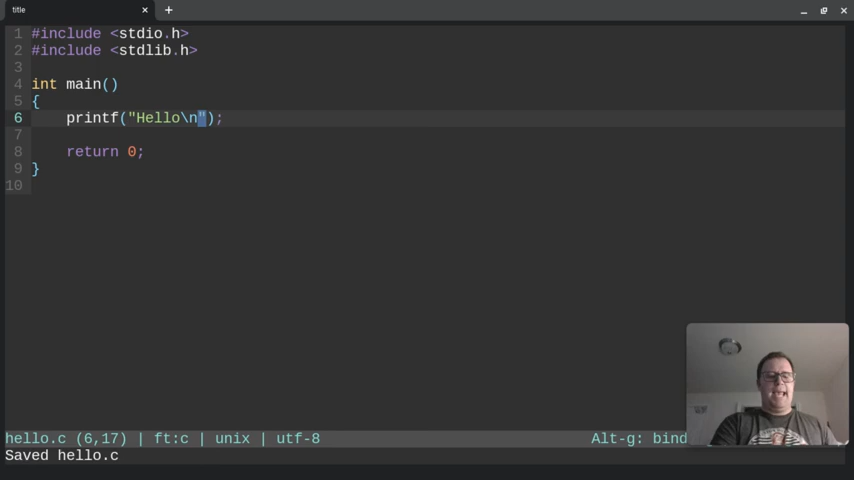 title
1 #include <stdio.h>
2 #include <stdlib.h>
3
4 int main()
5 {
6     printf("Hello\n");
7
8     return 0;
9 }
10
hello.c (6,17) | ft:c | unix | utf-8
Alt-g: bind
Saved hello.c